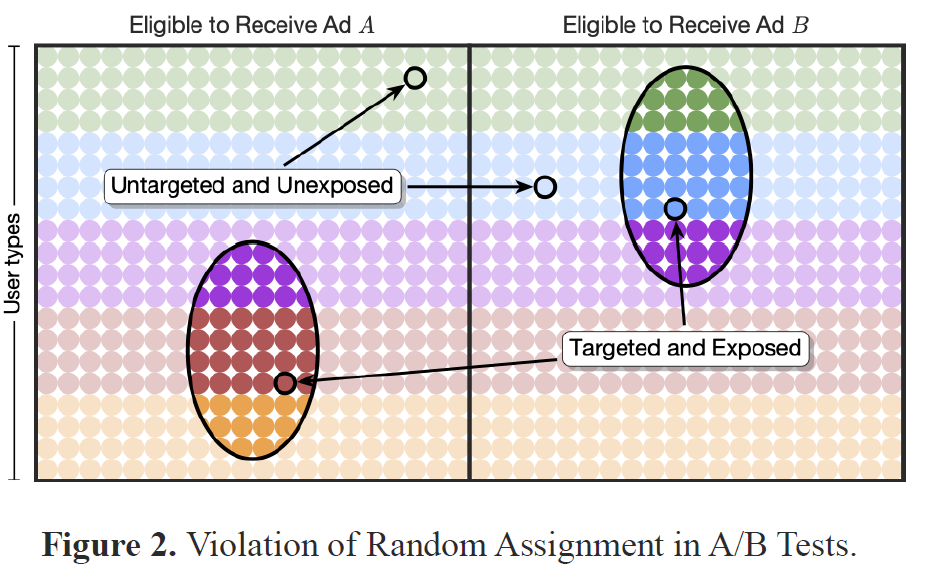 Eligible to Receive Ad A
Eligible to Receive Ad B
User types
Untargeted and Unexposed
Targeted and Exposed
Figure 2. Violation of Random Assignment in A/B Tests.